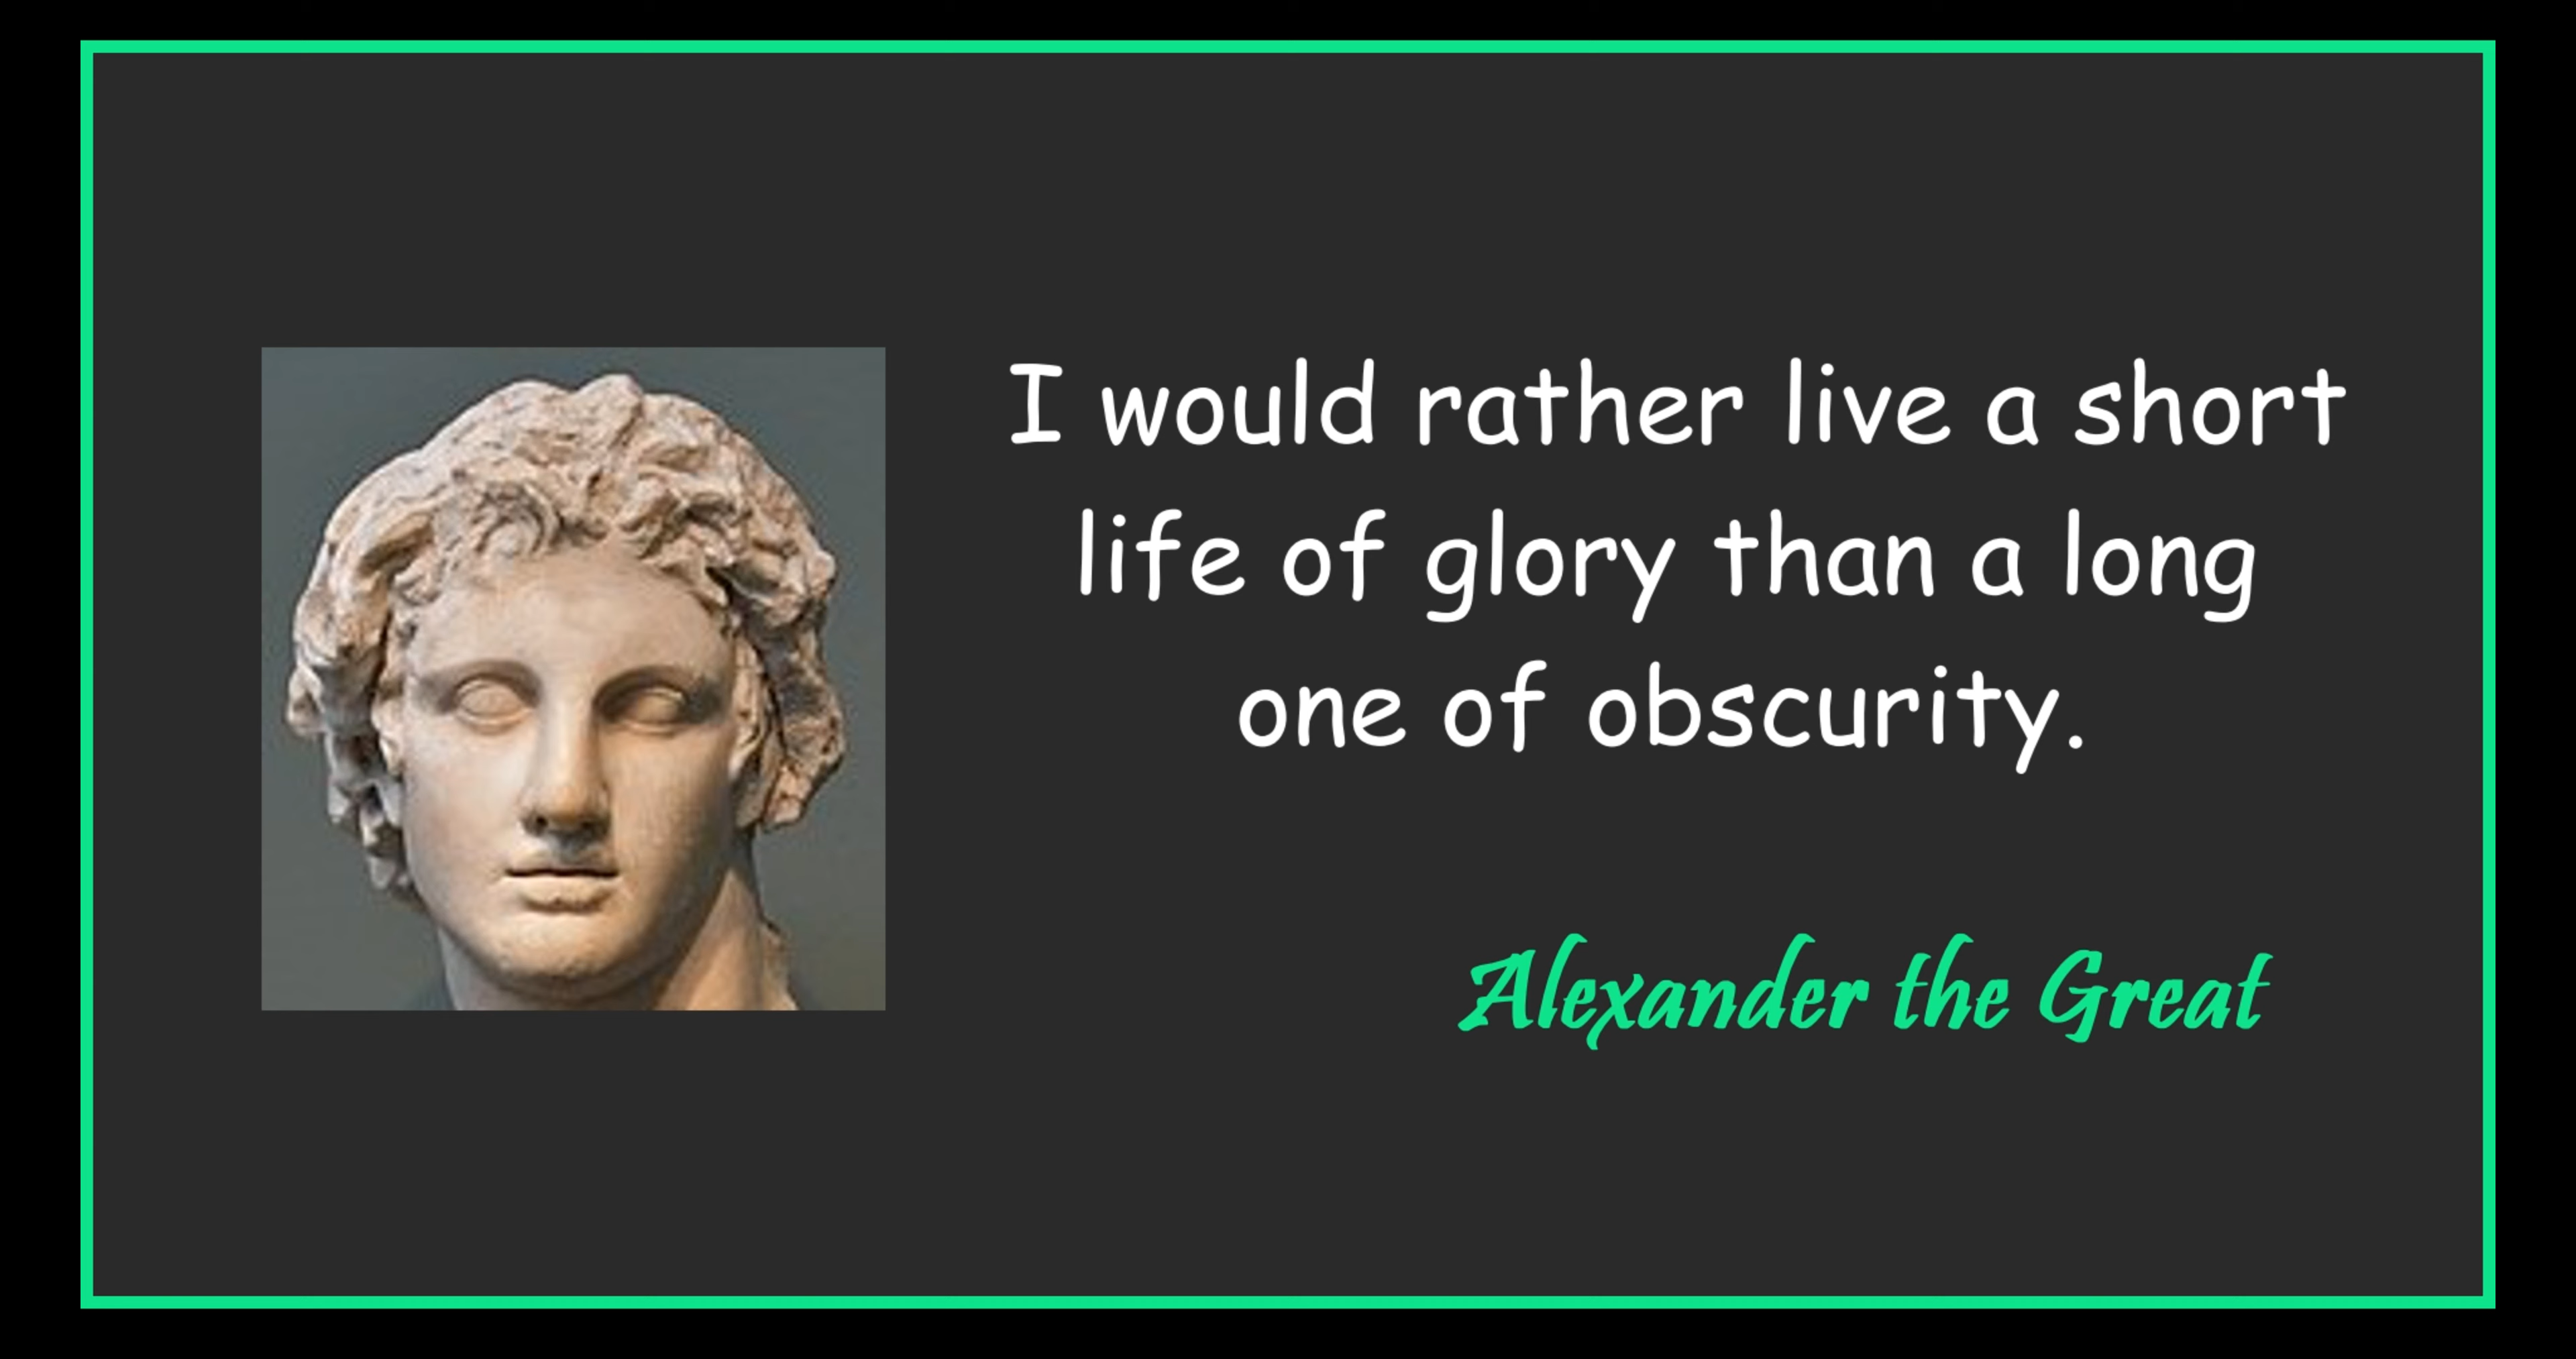 I would rather live a short
life of glory than a long
one of obscurity.
Alexander the Great